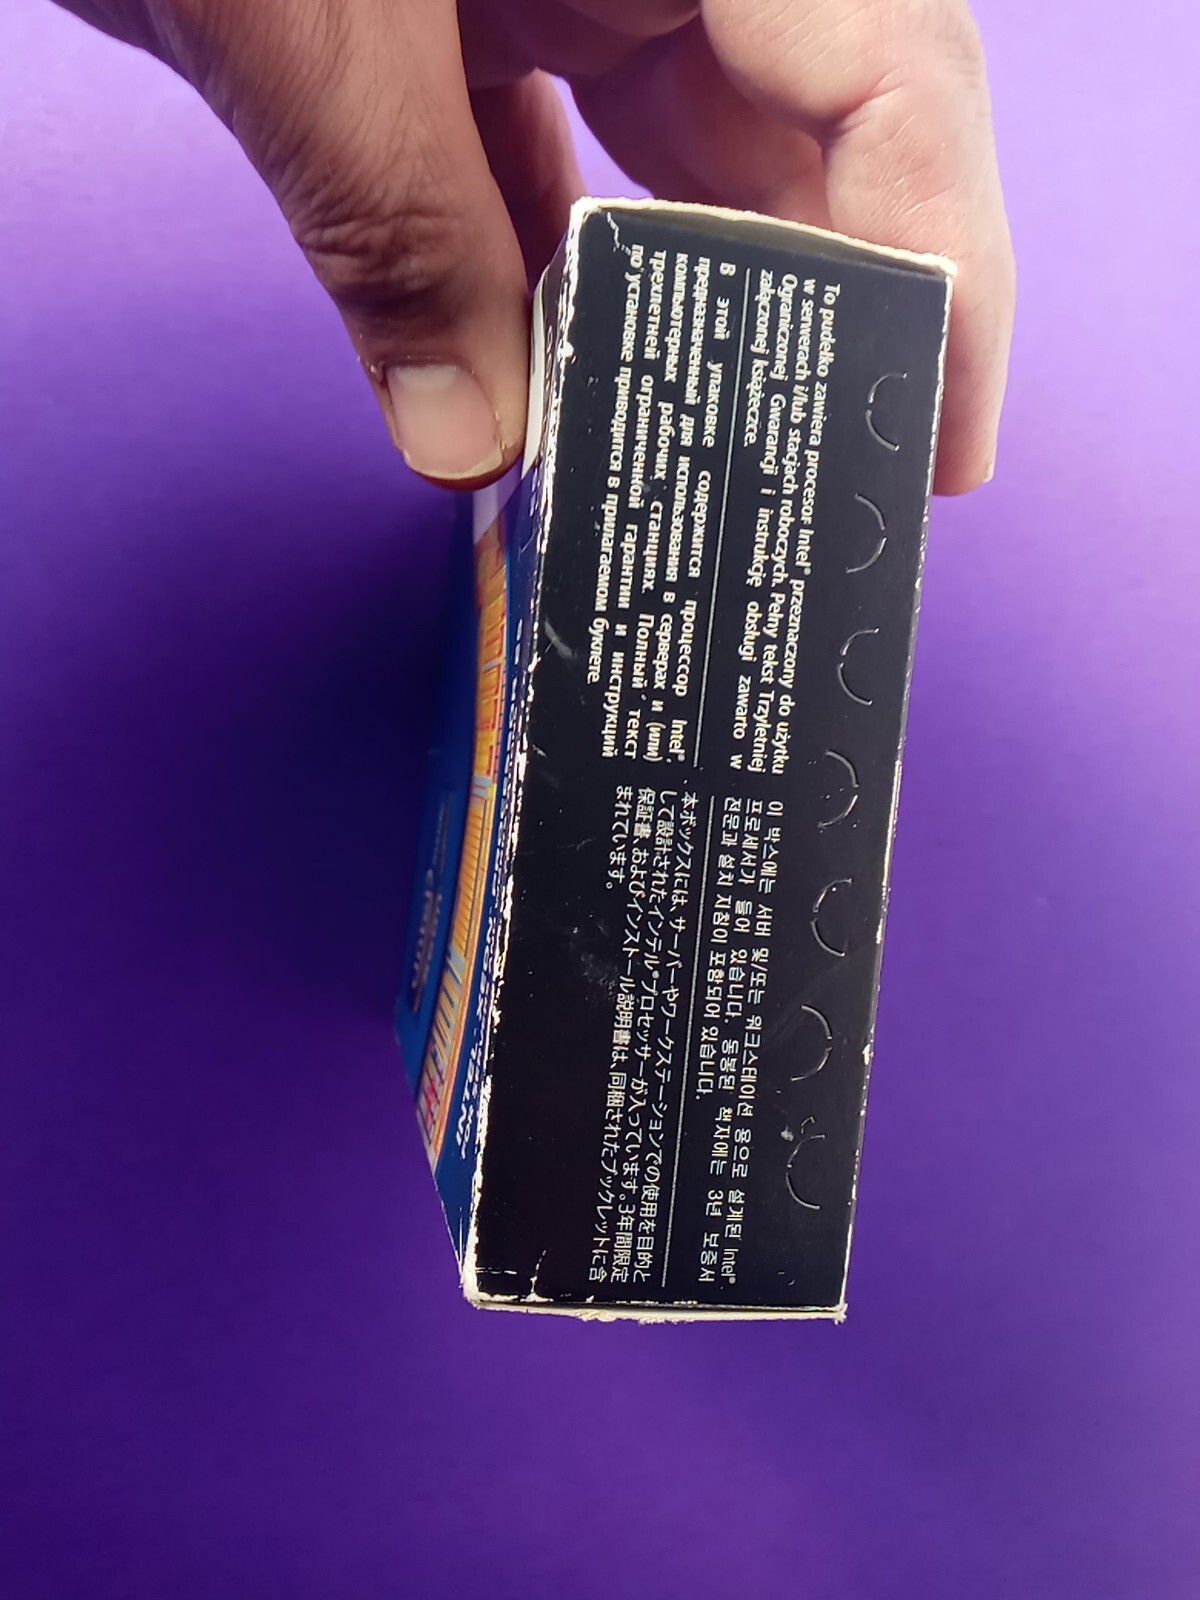 To pudełko zawiera procesor Intel® przeznaczony do użytku
w serwerach i/lub stacjach roboczych. Pełny tekst Trzyletniej
Ograniczonej Gwarancji i instrukcję obsługi zawarto w
załączonej książeczce.
В этой упаковке содержится процессор Intel®,
предназначенный для использования в серверах и (или)
компьютерных рабочих станциях. Полный текст
трехлетней ограниченной гарантии и инструкций
по установке приводится в прилагаемом буклете.
이 박스에는 서버 및/또는 워크스테이션 용으로 설계된 Intel®
프로세서가 들어 있습니다. 동봉된 책자에는 3년 보증서
전문과 설치 지침이 포함되어 있습니다.
本ボックスには、サーバーやワークステーションでの使用を目的と
して設計されたインテル®プロセッサーが入っています。3年間限定
保証書、およびインストール説明書は、同梱されたブックレットに含
まれています。